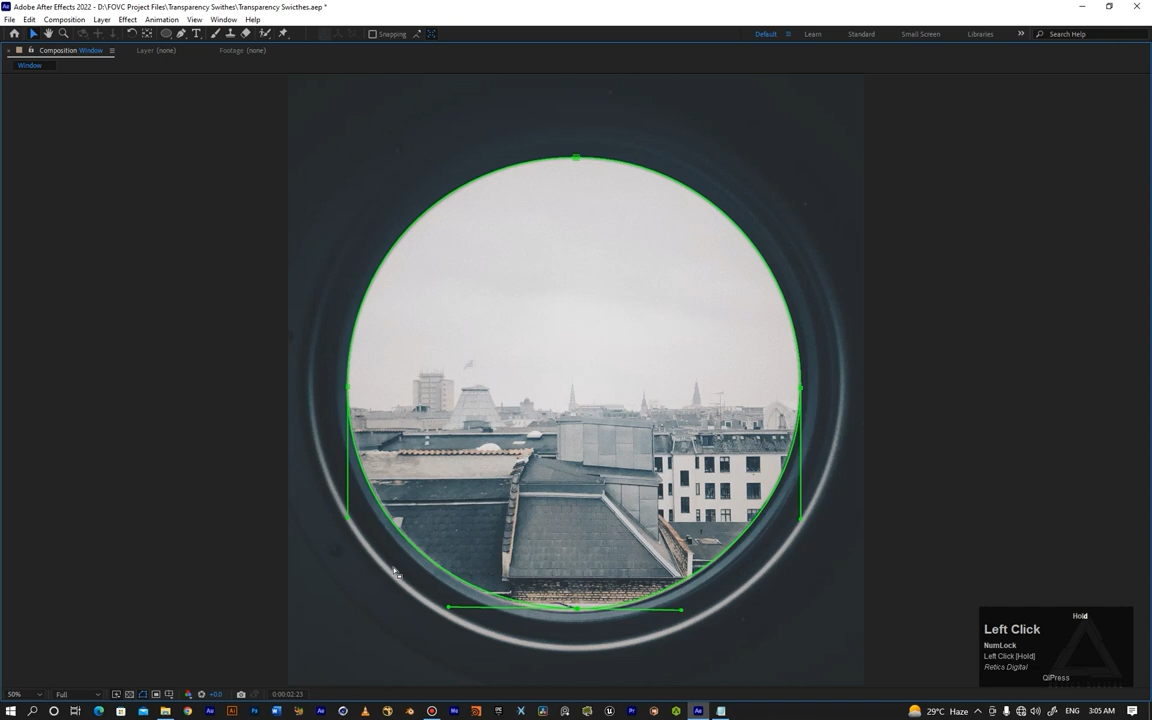 Adobe After Effects 2022 - D:\FOVC Project Files\Transparency Swithes\Transparency Swicthes.aep *
File Edit Composition Layer Effect Animation View Window Help
Snapping Default Learn Standard Small Screen Libraries Search Help
Composition Window Layer (none) Footage (none)
Window
Hold
Left Click
NumLock
Left Click [Hold]
Retics Digital
QiPress
50% Full +0.0 0:00:02:23
29°C Haze ENG 3:05 AM